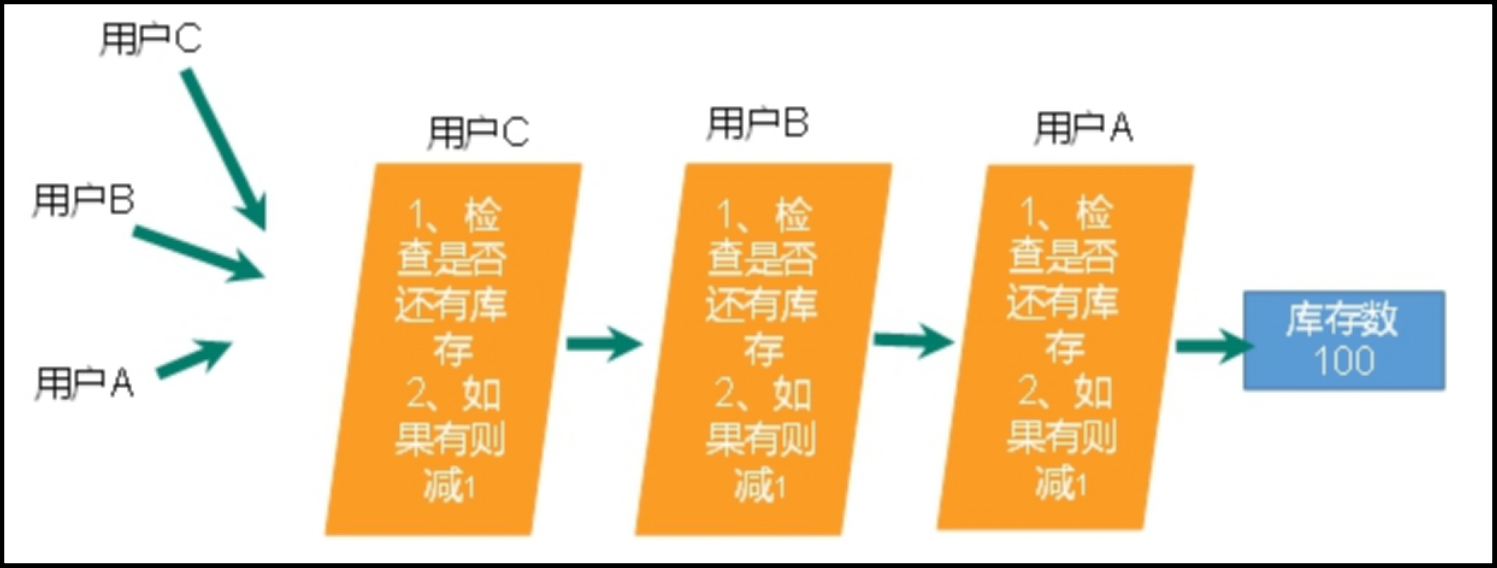 用户C
用户B
用户A
用户C
1、检
查是否
还有库
存
2、如
果有则
减1
用户B
1、检
查是否
还有库
存
2、如
果有则
减1
用户A
1、检
查是否
还有库
存
2、如
果有则
减1
库存数
100